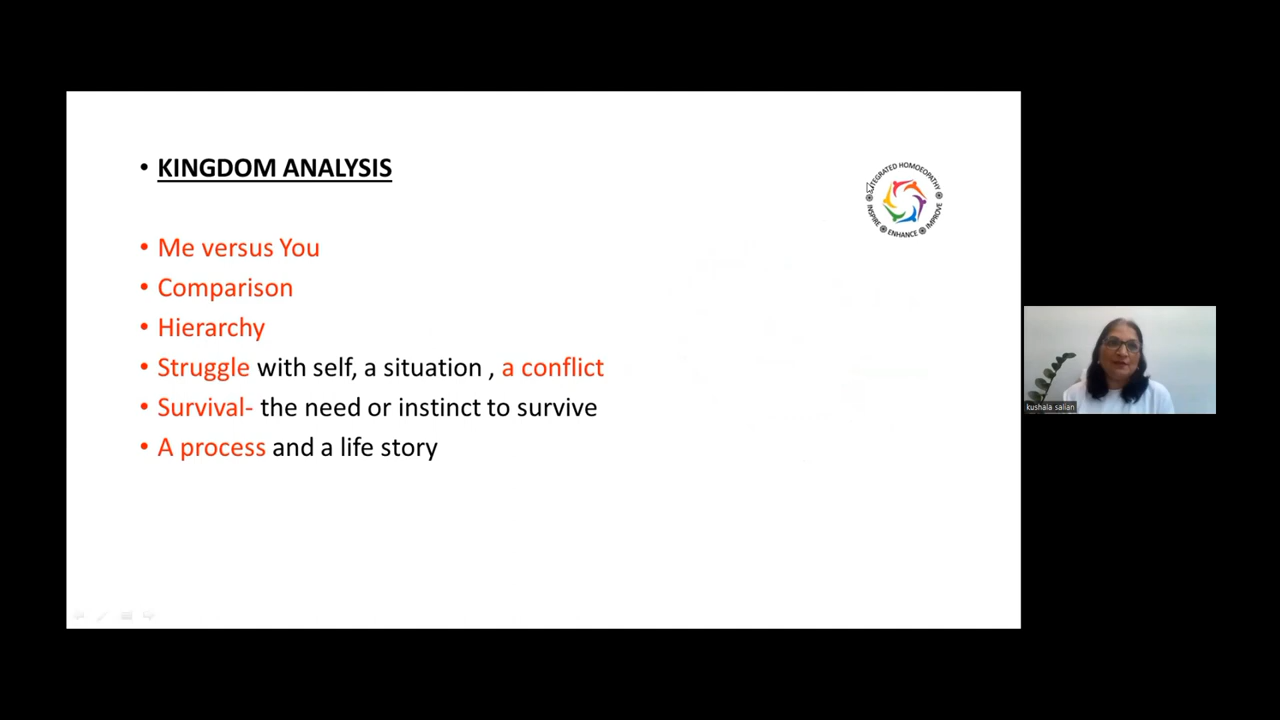 • KINGDOM ANALYSIS
• Me versus You
• Comparison
• Hierarchy
• Struggle with self, a situation , a conflict
• Survival- the need or instinct to survive
• A process and a life story
INTEGRATED HOMOEOPATHY
INSPIRE ENHANCE IMPROVE
kushala salian